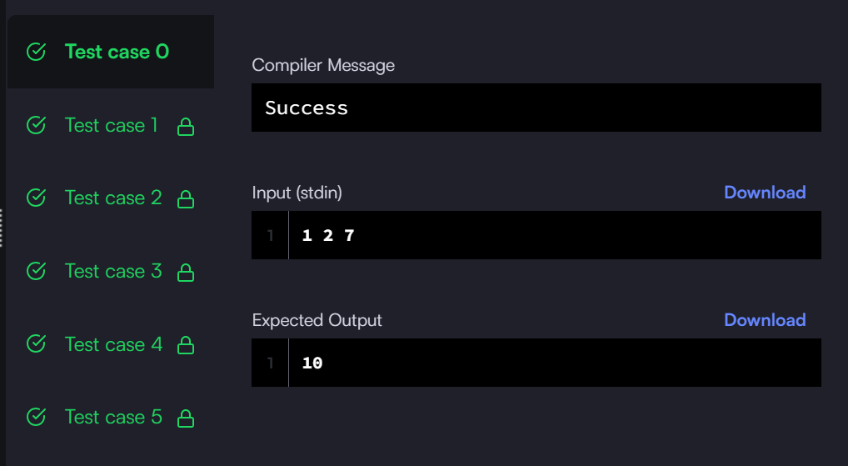 Test case 0
Test case 1
Test case 2
Test case 3
Test case 4
Test case 5
Compiler Message
Success
Input (stdin)
Download
1 1 2 7
Expected Output
Download
1 10